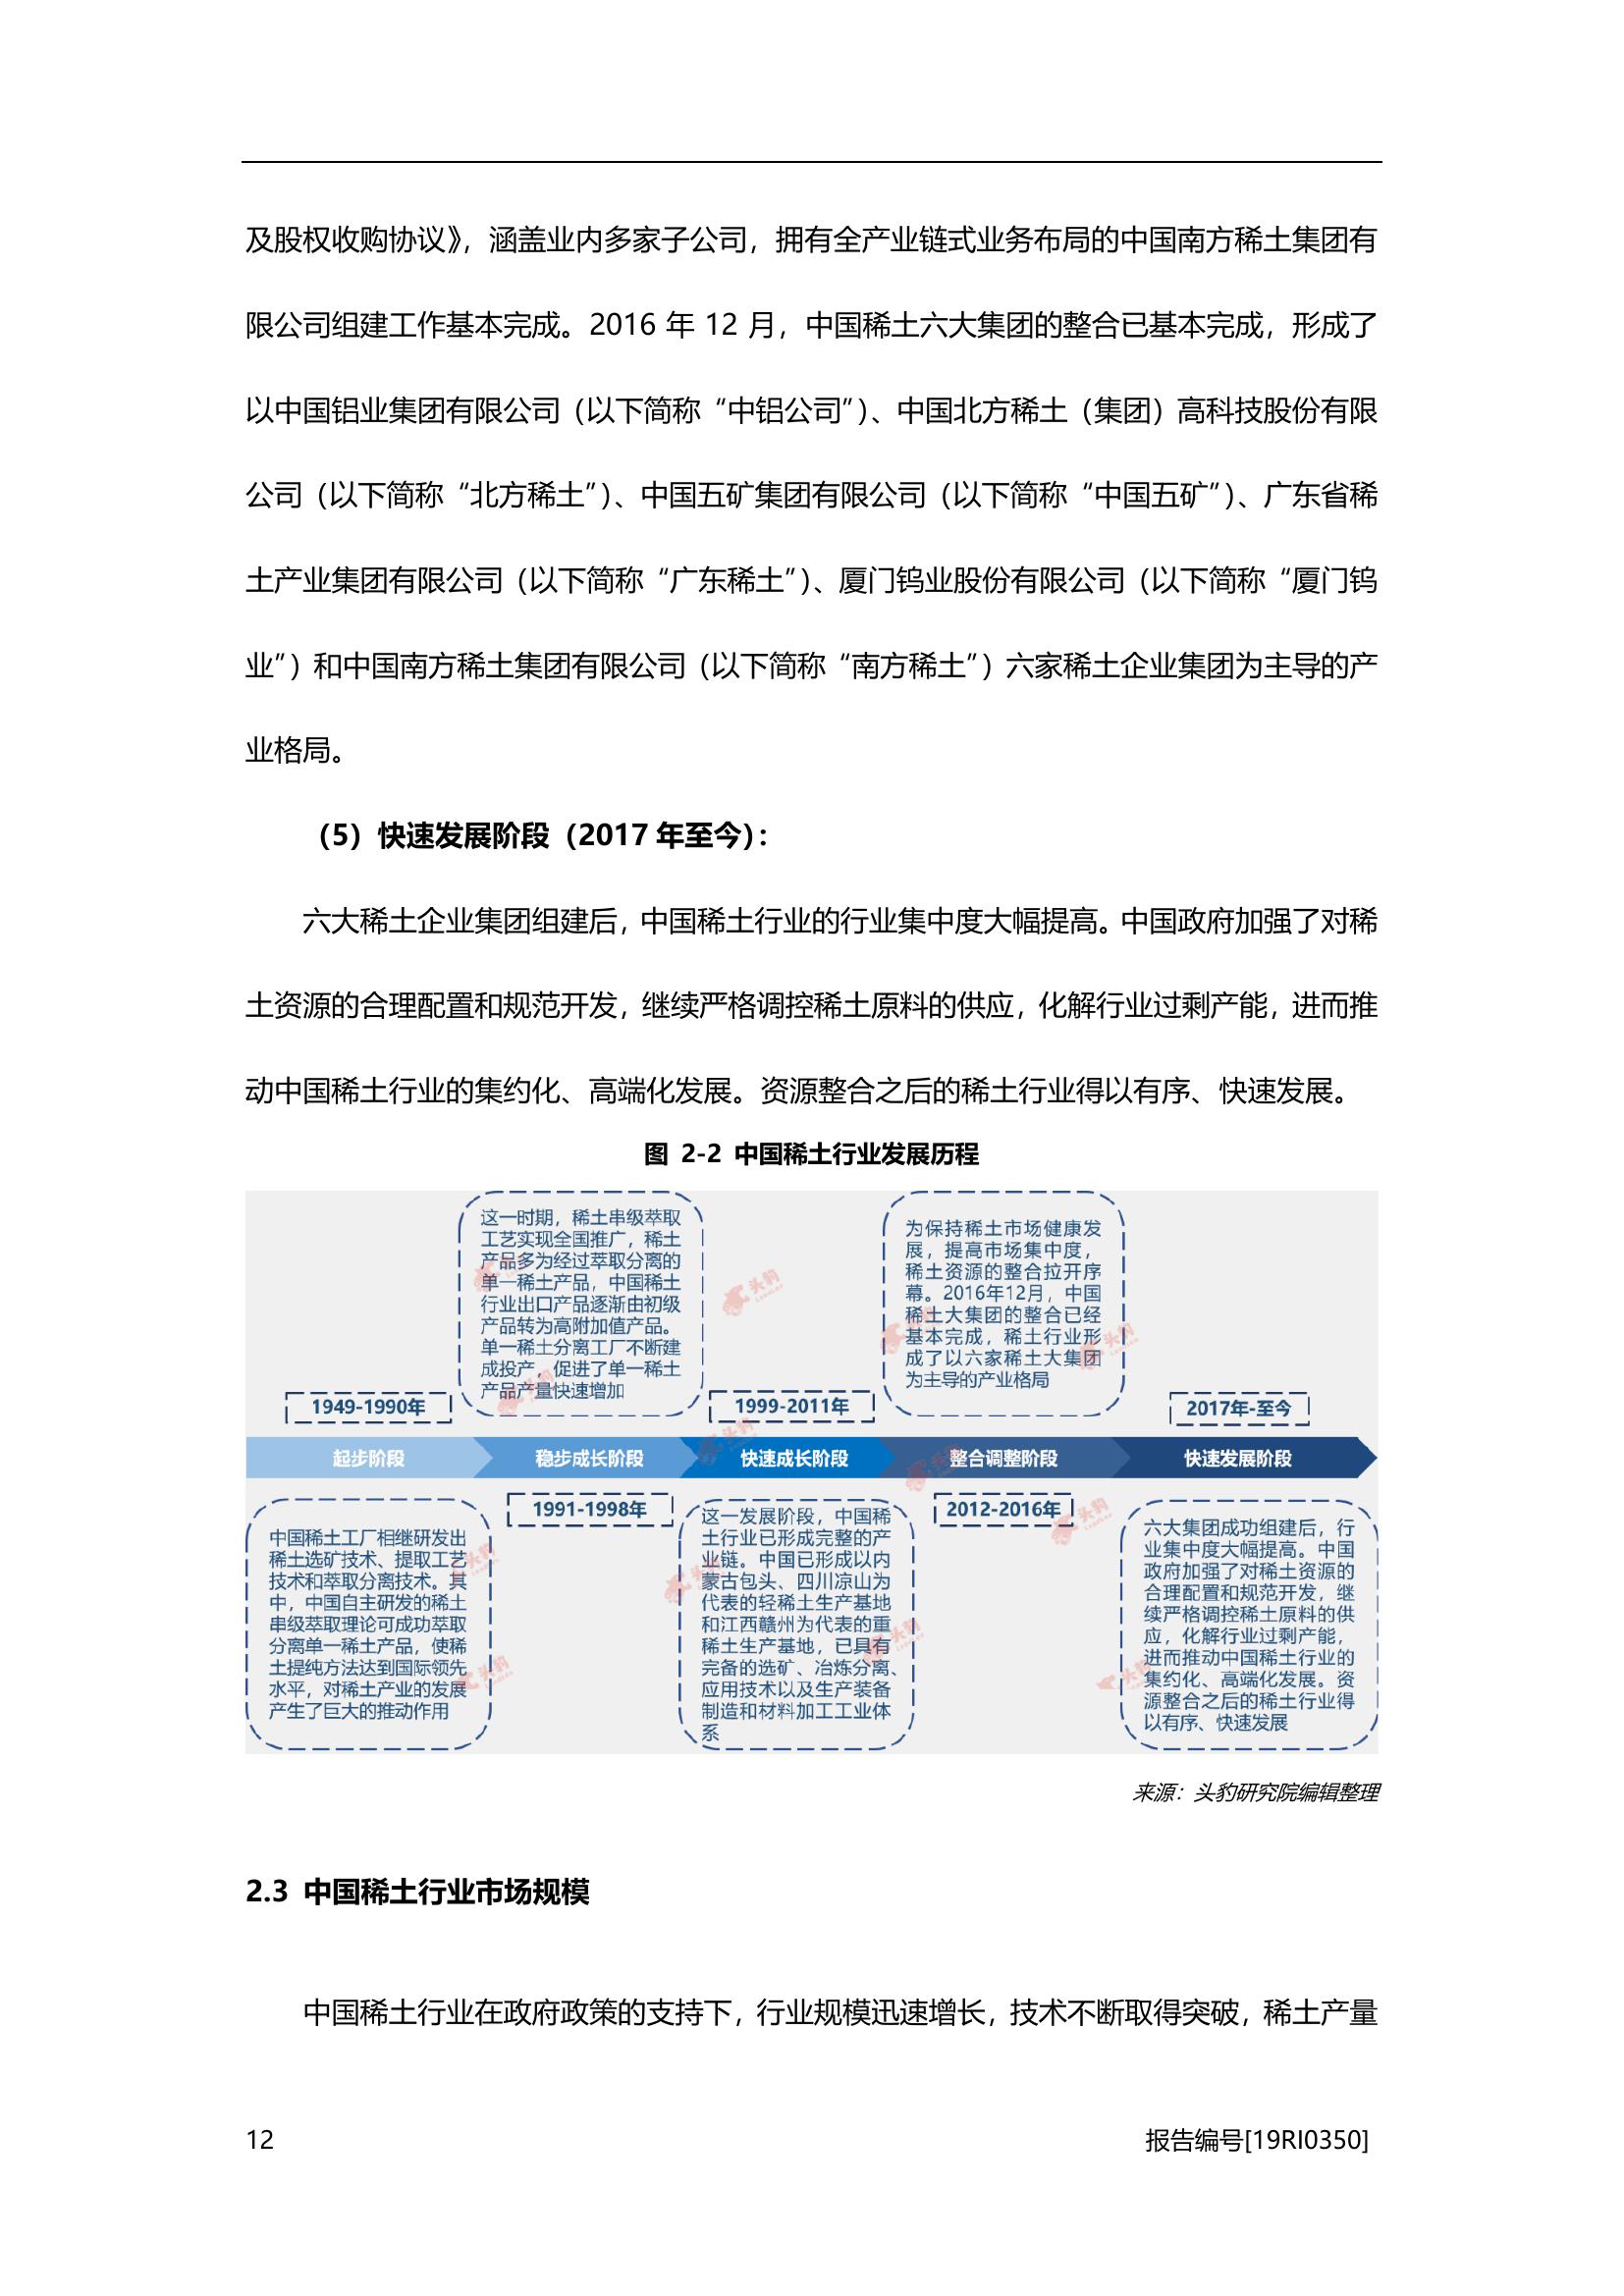 及股权收购协议》，涵盖业内多家子公司，拥有全产业链式业务布局的中国南方稀土集团有
限公司组建工作基本完成。2016 年 12 月，中国稀土六大集团的整合已基本完成，形成了
以中国铝业集团有限公司（以下简称“中铝公司”）、中国北方稀土（集团）高科技股份有限
公司（以下简称“北方稀土”）、中国五矿集团有限公司（以下简称“中国五矿”）、广东省稀
土产业集团有限公司（以下简称“广东稀土”）、厦门钨业股份有限公司（以下简称“厦门钨
业”）和中国南方稀土集团有限公司（以下简称“南方稀土”）六家稀土企业集团为主导的产
业格局。
（5）快速发展阶段（2017 年至今）：
六大稀土企业集团组建后，中国稀土行业的行业集中度大幅提高。中国政府加强了对稀
土资源的合理配置和规范开发，继续严格调控稀土原料的供应，化解行业过剩产能，进而推
动中国稀土行业的集约化、高端化发展。资源整合之后的稀土行业得以有序、快速发展。
图 2-2 中国稀土行业发展历程
这一时期，稀土串级萃取
工艺实现全国推广，稀土
产品多为经过萃取分离的
单一稀土产品，中国稀土
行业出口产品逐渐由初级
产品转为高附加值产品。
单一稀土分离工厂不断建
成投产，促进了单一稀土
产品产量快速增加
为保持稀土市场健康发
展，提高市场集中度，
稀土资源的整合拉开序
幕。2016年12月，中国
稀土大集团的整合已经
基本完成，稀土行业形
成了以六家稀土大集团
为主导的产业格局
1949-1990年
1999-2011年
2017年-至今
起步阶段
稳步成长阶段
快速成长阶段
整合调整阶段
快速发展阶段
1991-1998年
2012-2016年
中国稀土工厂相继研发出
稀土选矿技术、提取工艺
技术和萃取分离技术。其
中，中国自主研发的稀土
串级萃取理论可成功萃取
分离单一稀土产品，使稀
土提纯方法达到国际领先
水平，对稀土产业的发展
产生了巨大的推动作用
这一发展阶段，中国稀
土行业已形成完整的产
业链。中国已形成以内
蒙古包头、四川凉山为
代表的轻稀土生产基地
和江西赣州为代表的重
稀土生产基地，已具有
完备的选矿、冶炼分离、
应用技术以及生产装备
制造和材料加工工业体
系
六大集团成功组建后，行
业集中度大幅提高。中国
政府加强了对稀土资源的
合理配置和规范开发，继
续严格调控稀土原料的供
应，化解行业过剩产能，
进而推动中国稀土行业的
集约化、高端化发展。资
源整合之后的稀土行业得
以有序、快速发展
来源：头豹研究院编辑整理
2.3 中国稀土行业市场规模
中国稀土行业在政府政策的支持下，行业规模迅速增长，技术不断取得突破，稀土产量
12
报告编号[19RI0350]